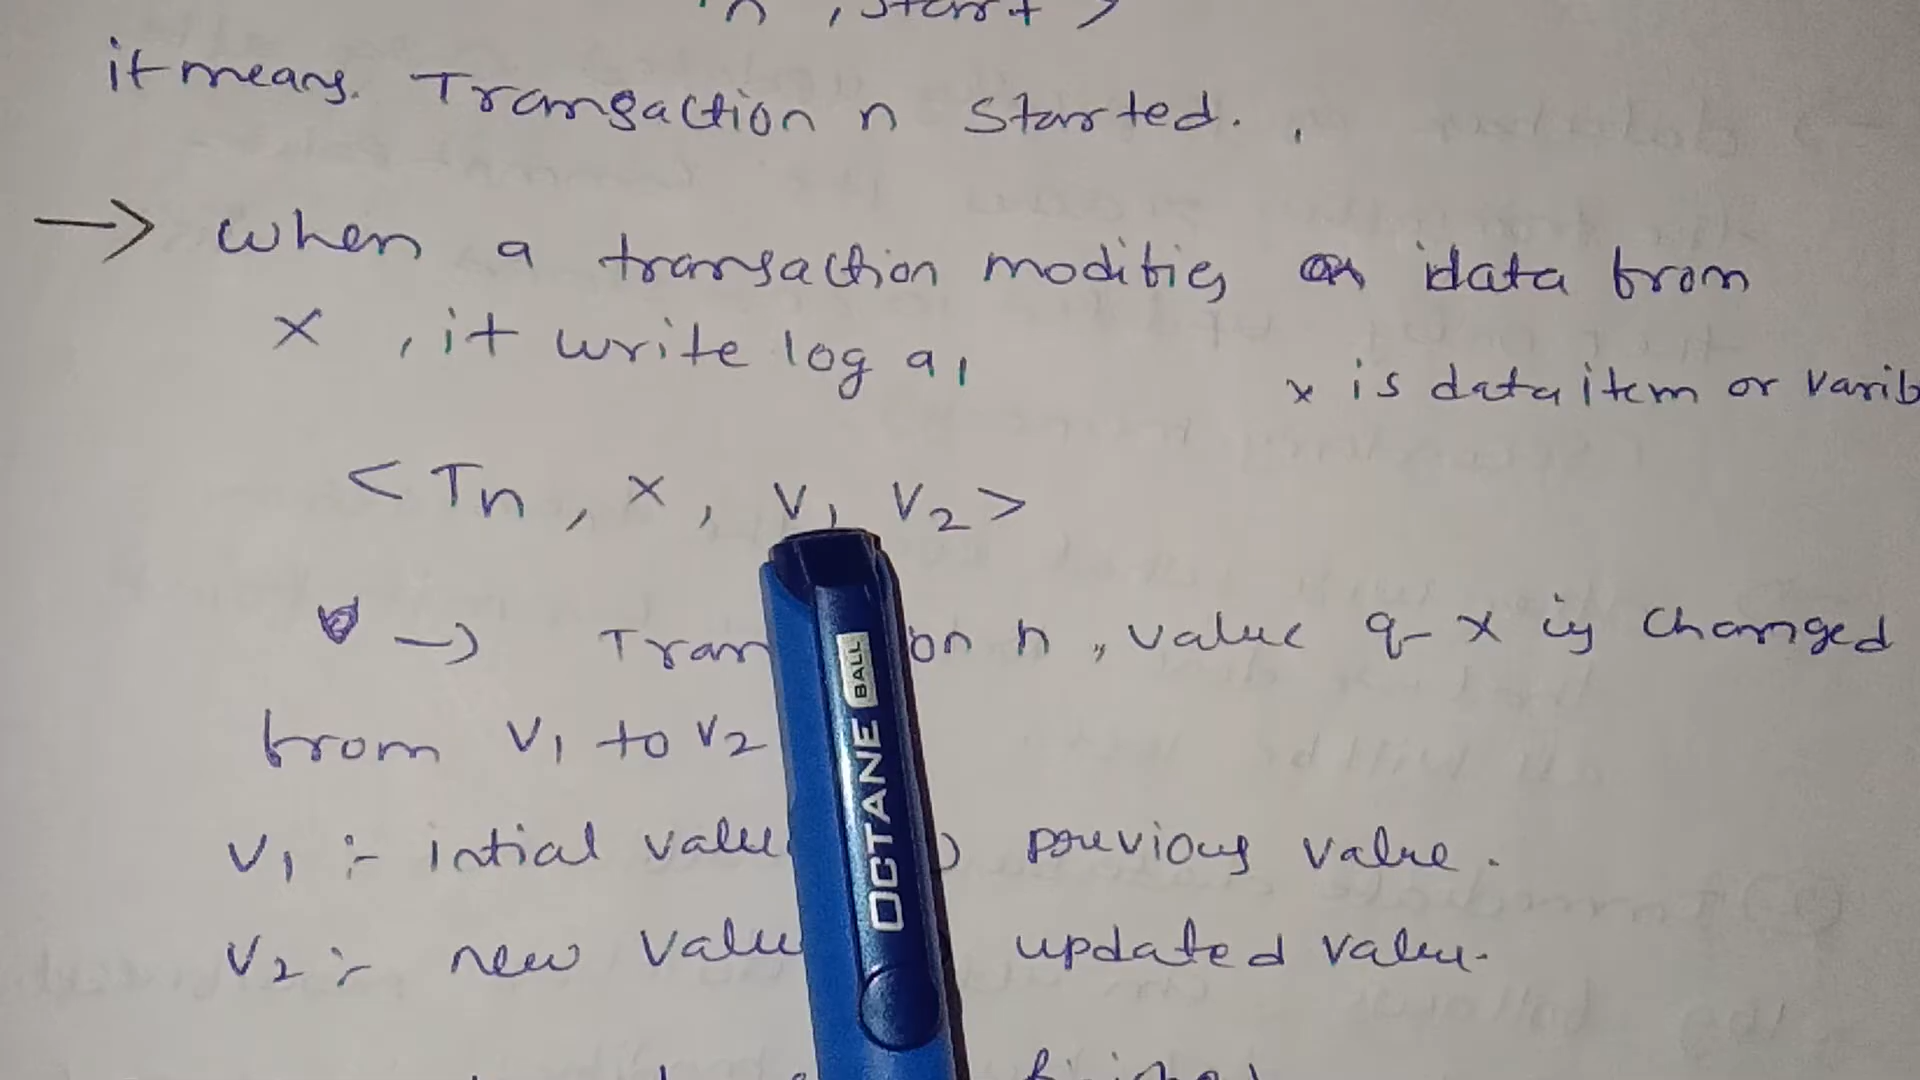 n , start >
it means. Transaction n Started.
→ when a transaction modifies data from
x , it write log as,
x is data item or varib
< Tn , x , V1, V2 >
→ Tran on n , value of x is changed
from V1 to V2
V1 :- intial value previous value.
V2 :- new value updated value.
OCTANE BALL